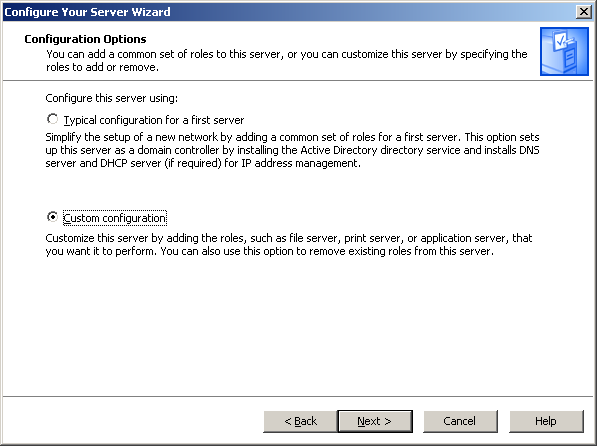 Configure Your Server Wizard
Configuration Options
You can add a common set of roles to this server, or you can customize this server by specifying the
roles to add or remove.
Configure this server using:
Typical configuration for a first server
Simplify the setup of a new network by adding a common set of roles for a first server. This option sets
up this server as a domain controller by installing the Active Directory directory service and installs DNS
server and DHCP server (if required) for IP address management.
Custom configuration
Customize this server by adding the roles, such as file server, print server, or application server, that
you want it to perform. You can also use this option to remove existing roles from this server.
< Back Next > Cancel Help